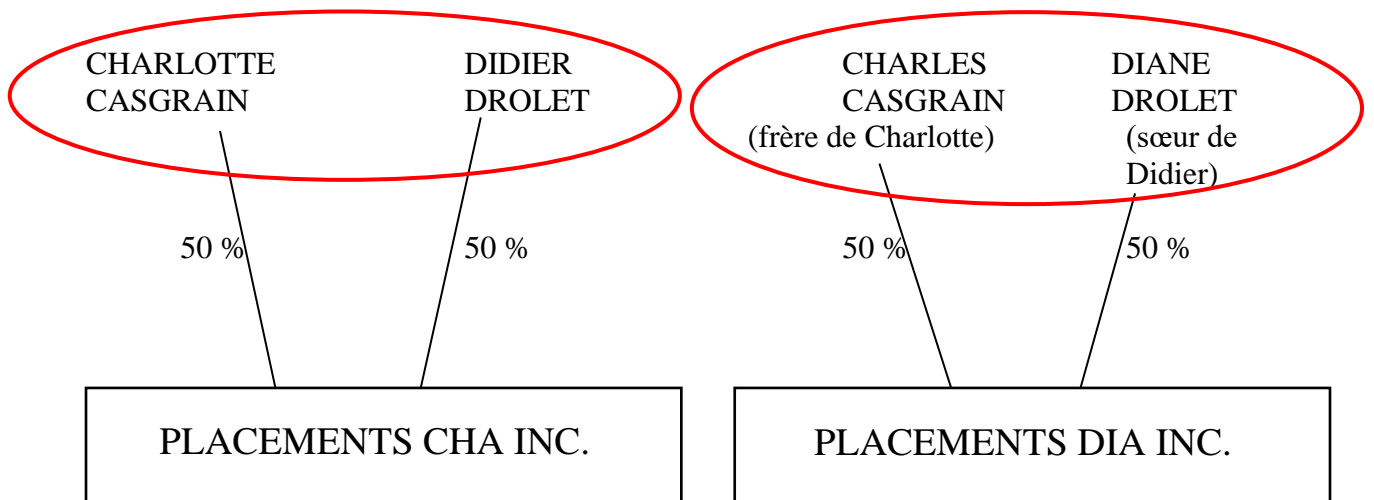 CHARLOTTE CASGRAIN
DIDIER DROLET
CHARLES CASGRAIN
(frère de Charlotte)
DIANE DROLET
(sœur de
Didier)
50 %
50 %
50 %
50 %
PLACEMENTS CHA INC.
PLACEMENTS DIA INC.